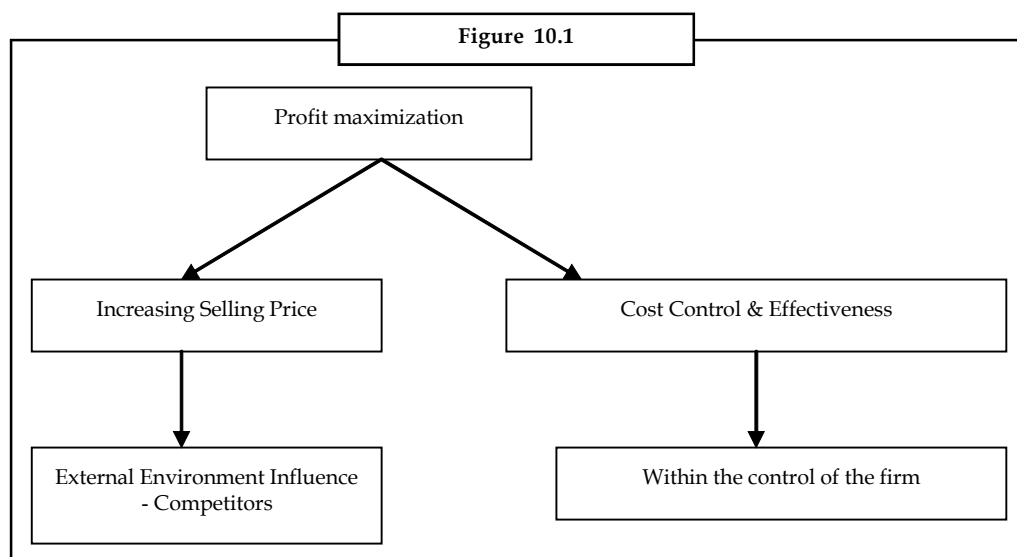 Figure 10.1
Profit maximization
Increasing Selling Price
Cost Control & Effectiveness
External Environment Influence
- Competitors
Within the control of the firm